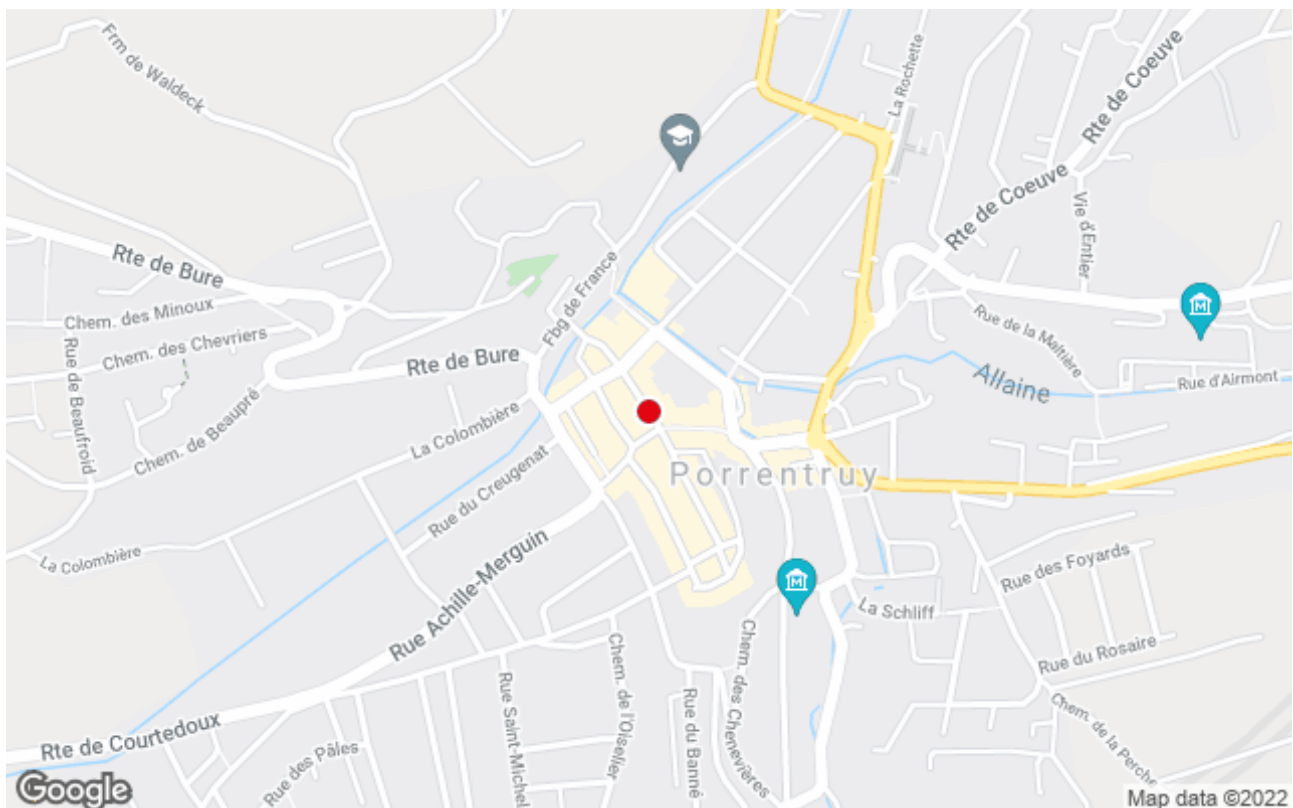 Frm de Waldeck
La Rochette
Rte de Coeuve
Rte de Coeuve
Vie d'Entier
Rte de Bure
Fbg de France
Chem. des Minoux
Rue de la Maltière
Chem. des Chevriers
Rte de Bure
Rue de Beaufroid
Allaine
Rue d'Airmont
Chem. de Beaupré
La Colombière
Rue du Creugenat
Porrentruy
La Colombière
Rue des Foyards
Rue Achille-Merguin
La Schliff
Rue du Rosaire
Chem. de l'Oiselier
Chem. des Chenevières
Rue Saint-Michel
Rue du Banné
Chem. de la Perche
Rte de Courtedoux
Rue des Pâles
M
M
Google
Map data ©2022